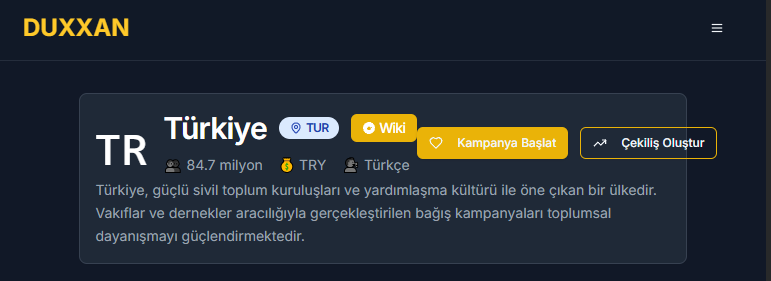 DUXXAN
TR
Türkiye
TUR
Wiki
Kampanya Başlat
Çekiliş Oluştur
84.7 milyon
TRY
Türkçe
Türkiye, güçlü sivil toplum kuruluşları ve yardımlaşma kültürü ile öne çıkan bir ülkedir.
Vakıflar ve dernekler aracılığıyla gerçekleştirilen bağış kampanyaları toplumsal
dayanışmayı güçlendirmektedir.